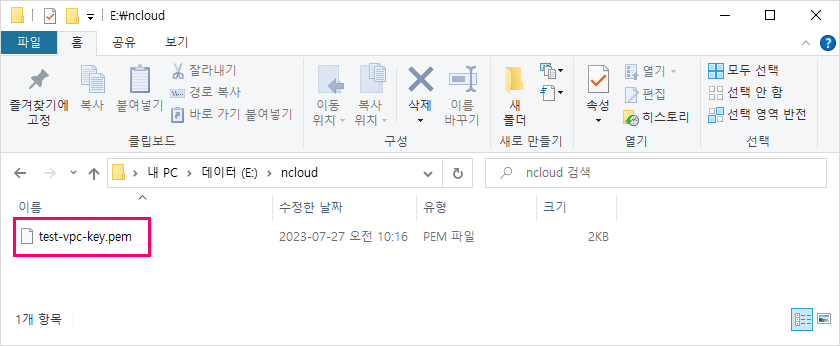 E:\ncloud
파일 홈 공유 보기
즐겨찾기에 고정
복사
붙여넣기
잘라내기
경로 복사
바로 가기 붙여넣기
클립보드
이동 위치
복사 위치
삭제
이름 바꾸기
구성
새 폴더
새로 만들기
속성
열기
편집
히스토리
열기
모두 선택
선택 안 함
선택 영역 반전
선택
내 PC > 데이터 (E:) > ncloud
ncloud 검색
이름 수정한 날짜 유형 크기
test-vpc-key.pem 2023-07-27 오전 10:16 PEM 파일 2KB
1개 항목